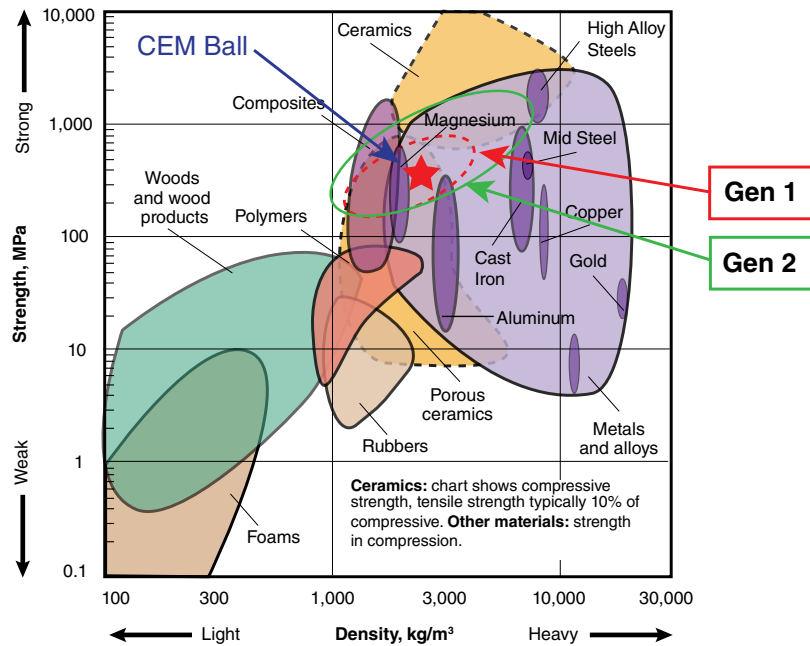 10,000
1,000
100
10
1
0.1
Strong
Strength, MPa
Weak
CEM Ball
Ceramics
High Alloy
Steels
Composites
Magnesium
Mid Steel
Woods
and wood
products
Polymers
Gen 1
Copper
Cast
Iron
Gold
Gen 2
Aluminum
Porous
ceramics
Rubbers
Metals
and alloys
Foams
Ceramics: chart shows compressive
strength, tensile strength typically 10% of
compressive. Other materials: strength
in compression.
100 300 1,000 3,000 10,000 30,000
Light Density, kg/m³ Heavy